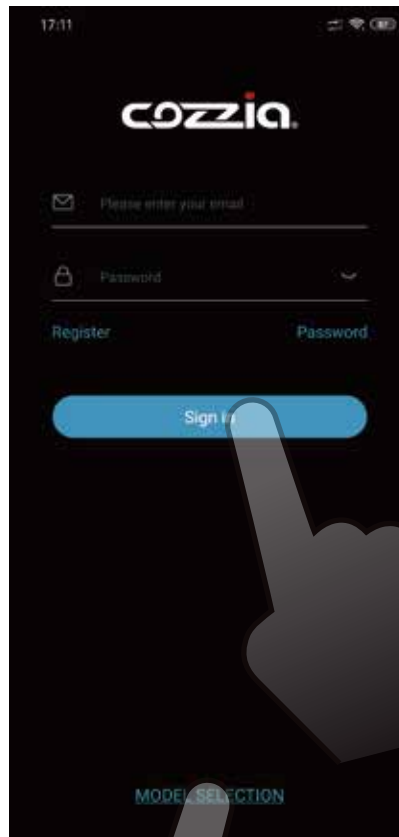 17:11
cozzia.
Please enter your email
Password
Register Password
Sign in
MODEL SELECTION